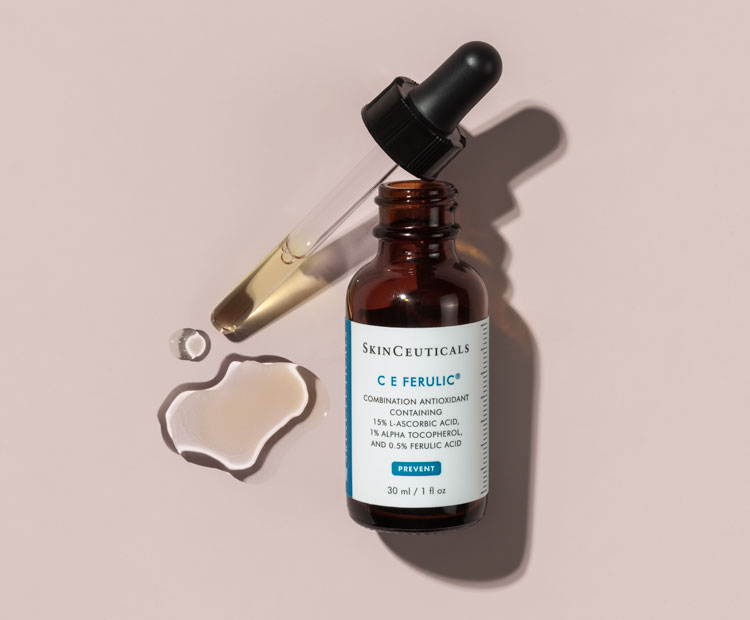 SKINCEUTICALS
C E FERULIC®
COMBINATION ANTIOXIDANT
CONTAINING
15% L-ASCORBIC ACID,
1% ALPHA TOCOPHEROL,
AND 0.5% FERULIC ACID
PREVENT
30 ml / 1 fl oz